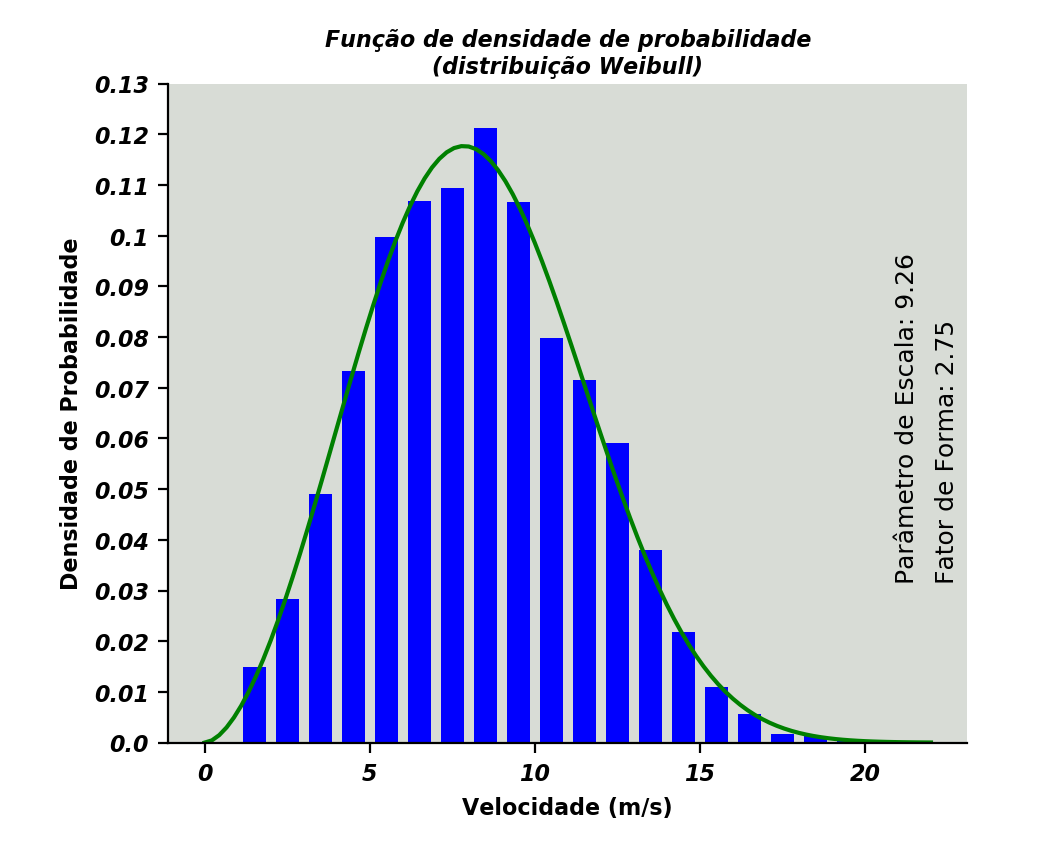 Função de densidade de probabilidade
(distribuição Weibull)
0.13
0.12
0.11
0.1
0.09
0.08
0.07
0.06
0.05
0.04
0.03
0.02
0.01
0.0
Densidade de Probabilidade
Parâmetro de Escala: 9.26
Fator de Forma: 2.75
0 5 10 15 20
Velocidade (m/s)